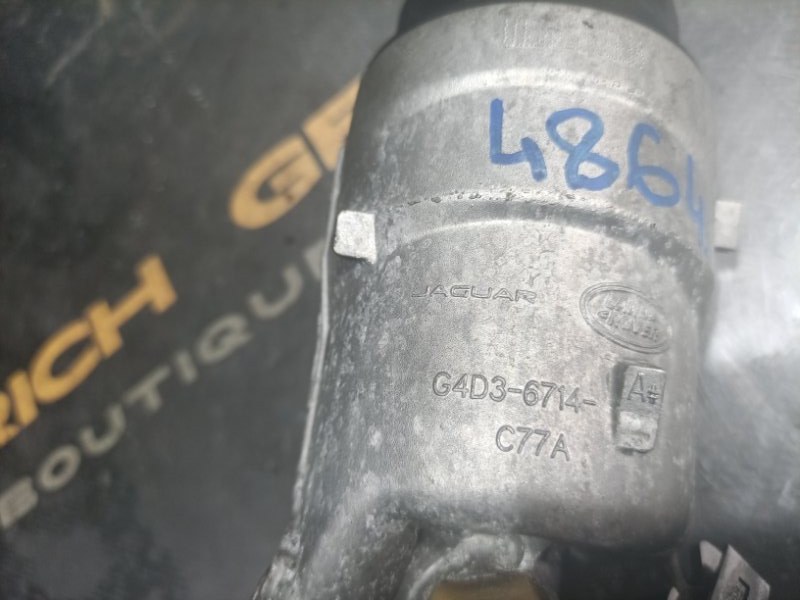 4864
JAGUAR
LAND
ROVER
G4D3-6714-
C77A
A#
RICH
BOUTIQUE